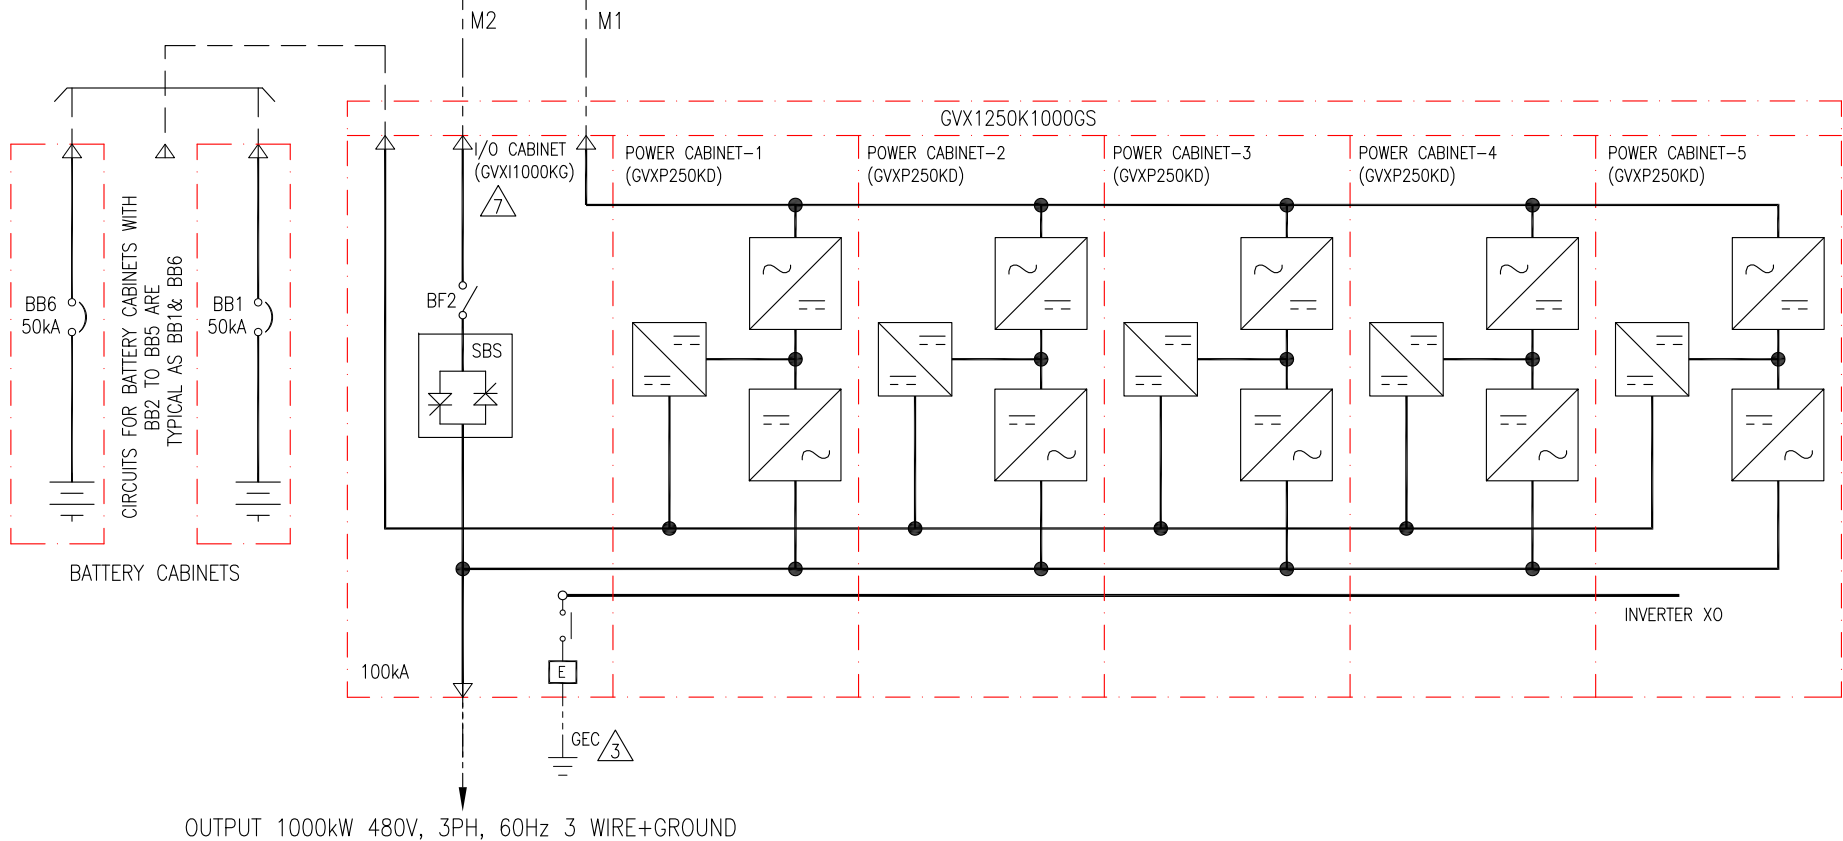 M2
M1
GVX1250K1000GS
I/O CABINET
(GVXI1000KG)
7
POWER CABINET-1
(GVXP250KD)
POWER CABINET-2
(GVXP250KD)
POWER CABINET-3
(GVXP250KD)
POWER CABINET-4
(GVXP250KD)
POWER CABINET-5
(GVXP250KD)
BB6
50kA
CIRCUITS FOR BATTERY CABINETS WITH
BB2 TO BB5 ARE
TYPICAL AS BB1& BB6
BB1
50kA
BF2
SBS
BATTERY CABINETS
INVERTER XO
100kA
E
GEC
3
OUTPUT 1000kW 480V, 3PH, 60Hz 3 WIRE+GROUND